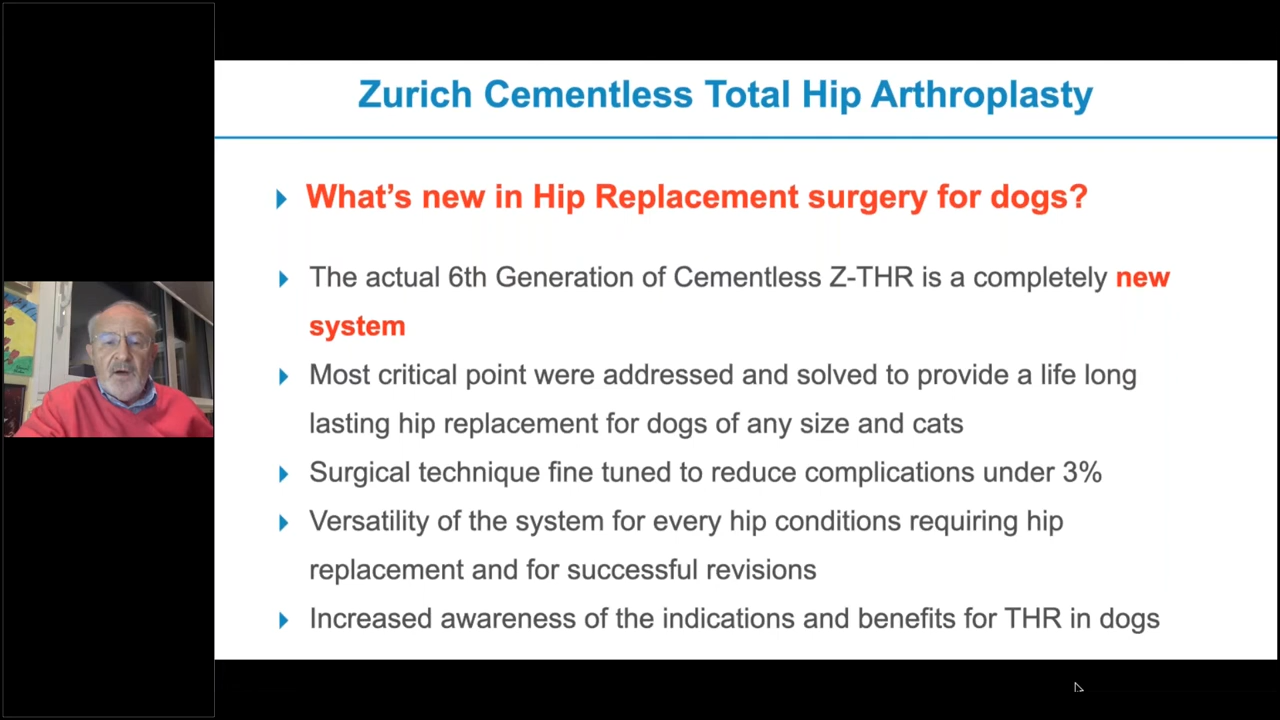 Zurich Cementless Total Hip Arthroplasty
What's new in Hip Replacement surgery for dogs?
The actual 6th Generation of Cementless Z-THR is a completely new
system
Most critical point were addressed and solved to provide a life long
lasting hip replacement for dogs of any size and cats
Surgical technique fine tuned to reduce complications under 3%
Versatility of the system for every hip conditions requiring hip
replacement and for successful revisions
Increased awareness of the indications and benefits for THR in dogs